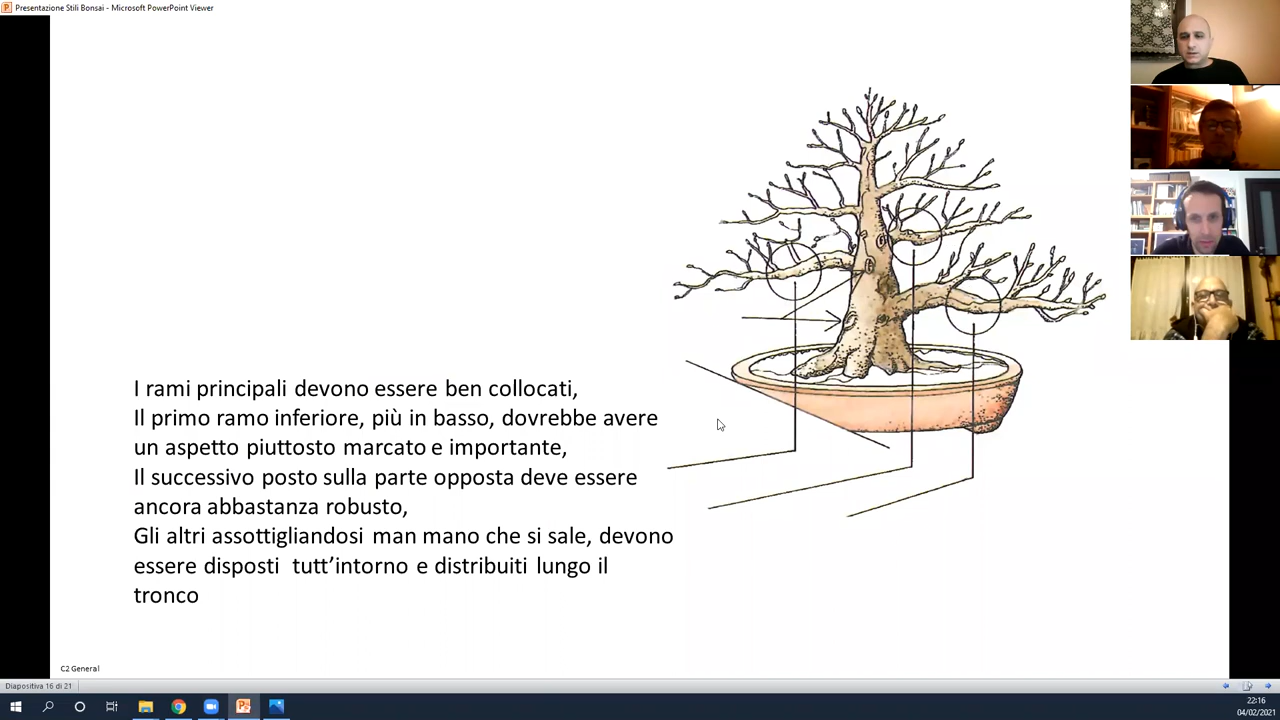 Presentazione Stili Bonsai - Microsoft PowerPoint Viewer
I rami principali devono essere ben collocati,
Il primo ramo inferiore, più in basso, dovrebbe avere
un aspetto piuttosto marcato e importante,
Il successivo posto sulla parte opposta deve essere
ancora abbastanza robusto,
Gli altri assottigliandosi man mano che si sale, devono
essere disposti tutt’intorno e distribuiti lungo il
tronco
C2 General
Diapositiva 16 di 21
22:16
04/02/2021